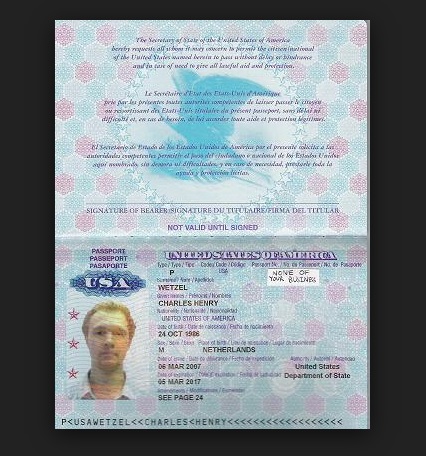 The Secretary of State of the United States of America
hereby requests all whom it may concern to permit the citizen/national
of the United States named herein to pass without delay or hindrance
and in case of need to give all lawful aid and protection.
Le Secrétaire d'Etat des Etats-Unis d'Amérique
prie par les présentes toutes autorités compétentes de laisser passer le citoyen
ou ressortissant des Etats-Unis titulaire du présent passeport, sans délai ni
difficulté et, en cas de besoin, de lui accorder toute aide et protection légitimes.
El Secretario de Estado de los Estados Unidos de América por el presente solicita a las
autoridades competentes permitir el paso del ciudadano o nacional de los Estados Unidos
aquí nombrado, sin demora ni dificultades, y en caso de necesidad, prestarle toda la
ayuda y protección lícitas.
SIGNATURE OF BEARER/SIGNATURE DU TITULAIRE/FIRMA DEL TITULAR
NOT VALID UNTIL SIGNED
PASSPORT
PASSEPORT
PASAPORTE
USA
UNITED STATES OF AMERICA
Type / Type / Tipo Code / Code / Código Passport No. / No. du Passeport / No. de Pasaporte
P USA NONE OF
YOUR BUSINES
Surname / Nom / Apellidos
WETZEL
Given names / Prénoms / Nombres
CHARLES HENRY
Nationality / Nationalité / Nacionalidad
UNITED STATES OF AMERICA
Date of birth / Date de naissance / Fecha de nacimiento
24 OCT 1986
Sex / Sexe / Sexo Place of birth / Lieu de naissance / Lugar de nacimiento
M NETHERLANDS
Date of issue / Date de délivrance / Fecha de expedición Authority / Autorité / Autoridad
06 MAR 2007 United States
Date of expiration / Date d'expiration / Fecha de caducidad Department of State
05 MAR 2017
Amendments / Modifications / Enmiendas
SEE PAGE 24
P<USAWETZEL<<CHARLES<HENRY<<<<<<<<<<<<<<<<<<